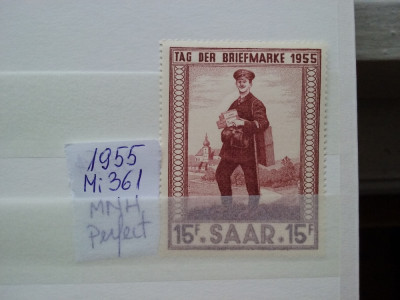 TAG DER BRIEFMARKE 1955
1955
Mi 361
MNH
Perfect
15F. SAAR. 15F